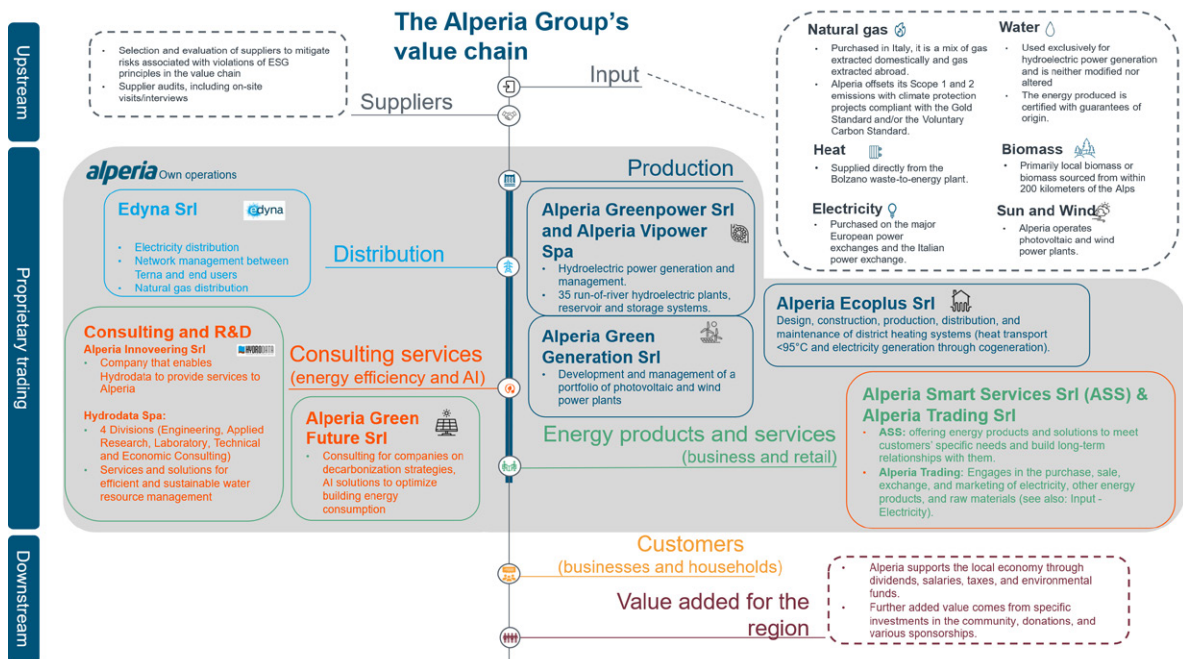 The Alperia Group's
value chain
Upstream
• Selection and evaluation of suppliers to mitigate
risks associated with violations of ESG
principles in the value chain
• Supplier audits, including on-site
visits/interviews
Input
Suppliers
Natural gas
• Purchased in Italy, it is a mix of gas
extracted domestically and gas
extracted abroad.
• Alperia offsets its Scope 1 and 2
emissions with climate protection
projects compliant with the Gold
Standard and/or the Voluntary
Carbon Standard.
Water
• Used exclusively for
hydroelectric power generation
and is neither modified nor
altered
• The energy produced is
certified with guarantees of
origin.
Heat
• Supplied directly from the
Bolzano waste-to-energy plant.
Biomass
• Primarily local biomass or
biomass sourced from within
200 kilometers of the Alps
Electricity
• Purchased on the major
European power
exchanges and the Italian
power exchange.
Sun and Wind
• Alperia operates
photovoltaic and wind
power plants.
Proprietary trading
alperia Own operations
Production
Edyna Srl
edyna
• Electricity distribution
• Network management between
Terna and end users
• Natural gas distribution
Distribution
Alperia Greenpower Srl
and Alperia Vipower
Spa
• Hydroelectric power generation and
management.
• 35 run-of-river hydroelectric plants,
reservoir and storage systems.
Alperia Ecoplus Srl
Design, construction, production, distribution, and
maintenance of district heating systems (heat transport
<95°C and electricity generation through cogeneration).
Consulting and R&D
Alperia Innoveering Srl
HYDRODATA
• Company that enables
Hydrodata to provide services to
Alperia
Hydrodata Spa:
• 4 Divisions (Engineering, Applied
Research, Laboratory, Technical
and Economic Consulting)
• Services and solutions for
efficient and sustainable water
resource management
Consulting services
(energy efficiency and AI)
Alperia Green
Generation Srl
• Development and management of a
portfolio of photovoltaic and wind
power plants
Alperia Green
Future Srl
• Consulting for companies on
decarbonization strategies,
AI solutions to optimize
building energy
consumption
Energy products and services
(business and retail)
Alperia Smart Services Srl (ASS) &
Alperia Trading Srl
• ASS: offering energy products and solutions to meet
customers' specific needs and build long-term
relationships with them.
• Alperia Trading: Engages in the purchase, sale,
exchange, and marketing of electricity, other energy
products, and raw materials (see also: Input -
Electricity).
Downstream
Customers
(businesses and households)
Value added for the
region
• Alperia supports the local economy through
dividends, salaries, taxes, and environmental
funds.
• Further added value comes from specific
investments in the community, donations, and
various sponsorships.